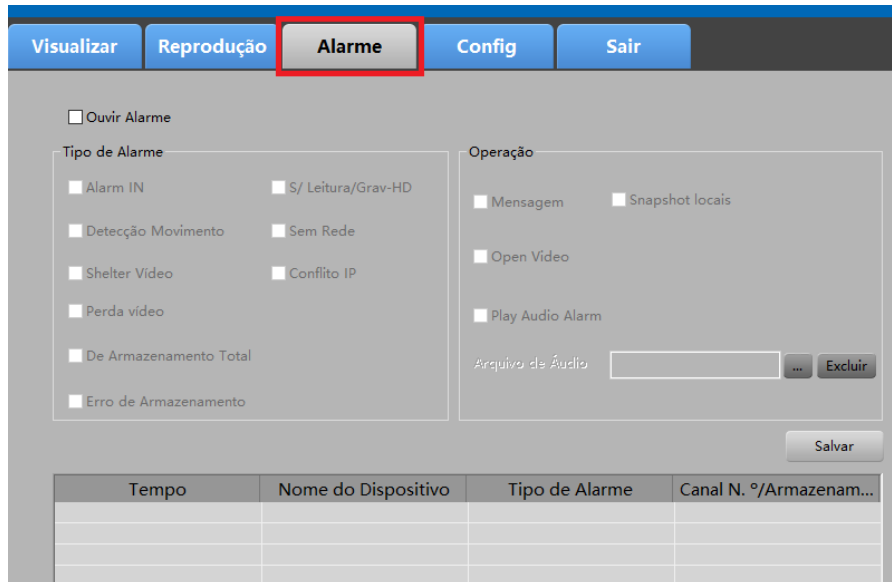 Visualizar Reprodução Alarme Config Sair
Ouvir Alarme
Tipo de Alarme
Alarm IN S/ Leitura/Grav-HD
Detecção Movimento Sem Rede
Shelter Vídeo Conflito IP
Perda vídeo
De Armazenamento Total
Erro de Armazenamento
Operação
Mensagem Snapshot locais
Open Vídeo
Play Audio Alarm
Arquivo de Áudio ... Excluir
Salvar
Tempo Nome do Dispositivo Tipo de Alarme Canal N. º/Armazenam...